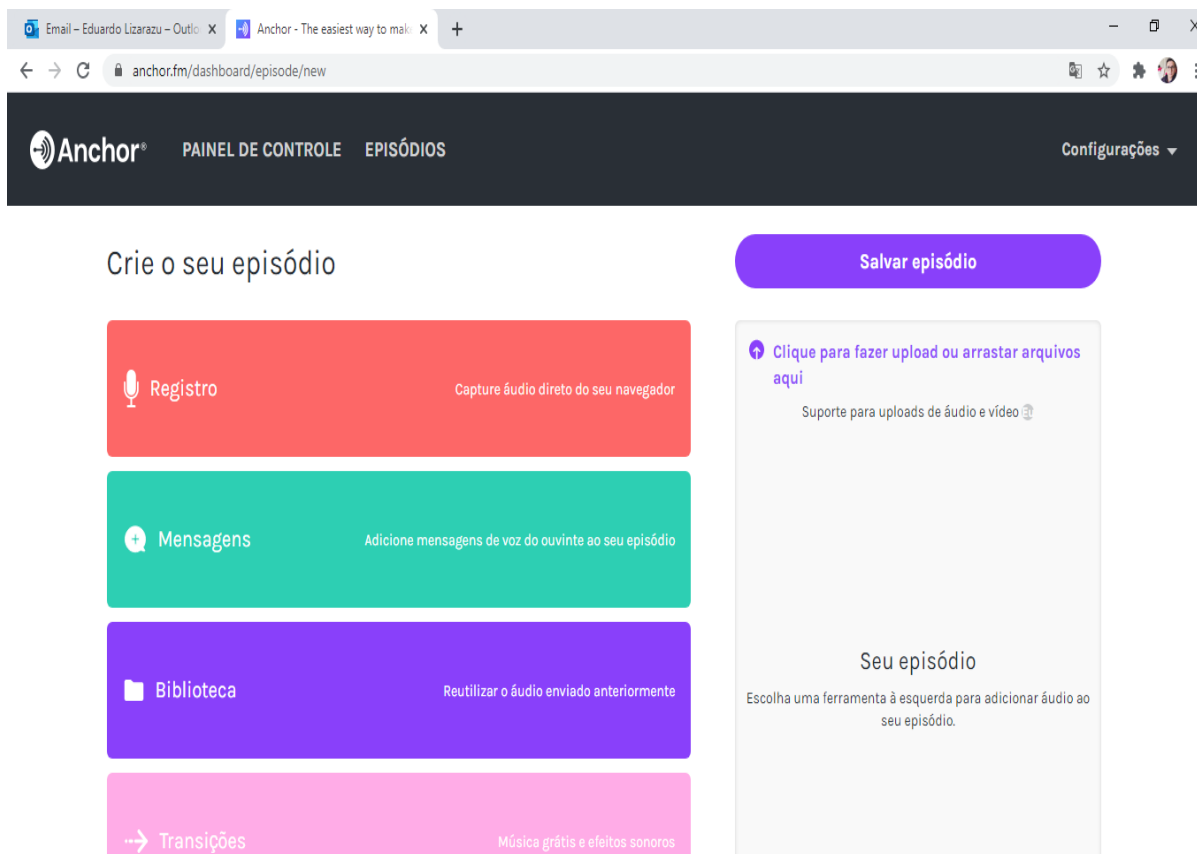 Email – Eduardo Lizarazu – Outlo
Anchor - The easiest way to mak
anchor.fm/dashboard/episode/new
Anchor®
PAINEL DE CONTROLE
EPISÓDIOS
Configurações
Crie o seu episódio
Salvar episódio
Registro
Capture áudio direto do seu navegador
Clique para fazer upload ou arrastar arquivos
aqui
Suporte para uploads de áudio e vídeo
Mensagens
Adicione mensagens de voz do ouvinte ao seu episódio
Biblioteca
Reutilizar o áudio enviado anteriormente
Seu episódio
Escolha uma ferramenta à esquerda para adicionar áudio ao
seu episódio.
Transições
Música grátis e efeitos sonoros